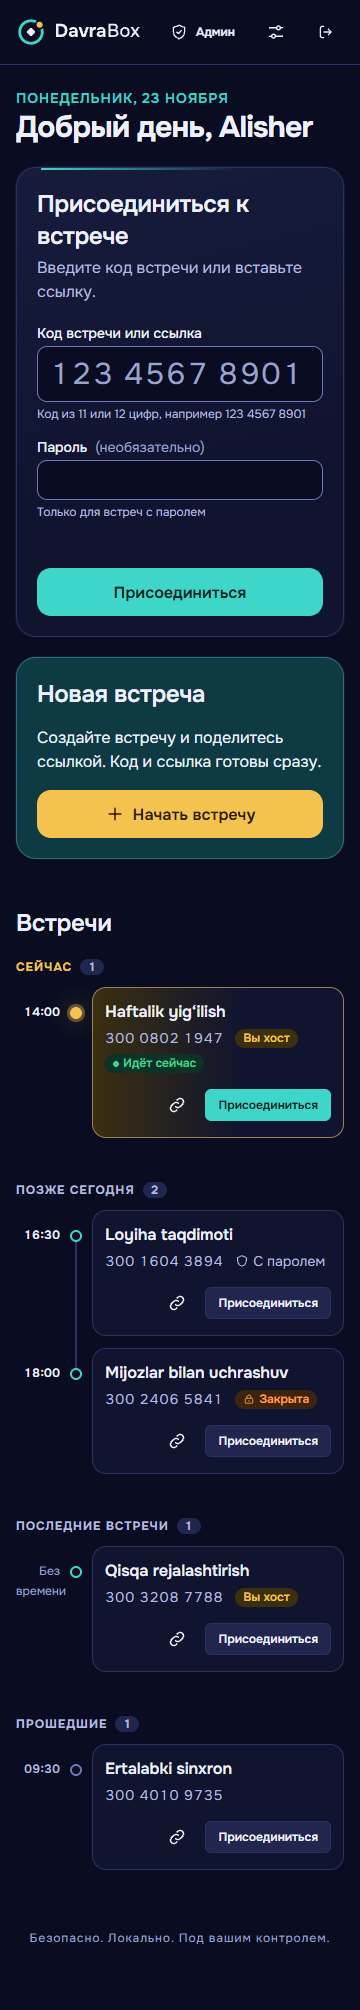 DavraBox
Админ
ПОНЕДЕЛЬНИК, 23 НОЯБРЯ
Добрый день, Alisher
Присоединиться к
встрече
Введите код встречи или вставьте
ссылку.
Код встречи или ссылка
123 4567 8901
Код из 11 или 12 цифр, например 123 4567 8901
Пароль (необязательно)
Только для встреч с паролем
Присоединиться
Новая встреча
Создайте встречу и поделитесь
ссылкой. Код и ссылка готовы сразу.
Начать встречу
Встречи
СЕЙЧАС 1
14:00
Haftalik yig‘ilish
300 0802 1947 Вы хост
Идёт сейчас
Присоединиться
ПОЗЖЕ СЕГОДНЯ 2
16:30
Loyiha taqdimoti
300 1604 3894 С паролем
Присоединиться
18:00
Mijozlar bilan uchrashuv
300 2406 5841 Закрыта
Присоединиться
ПОСЛЕДНИЕ ВСТРЕЧИ 1
Без
времени
Qisqa rejalashtirish
300 3208 7788 Вы хост
Присоединиться
ПРОШЕДШИЕ 1
09:30
Ertalabki sinxron
300 4010 9735
Присоединиться
Безопасно. Локально. Под вашим контролем.